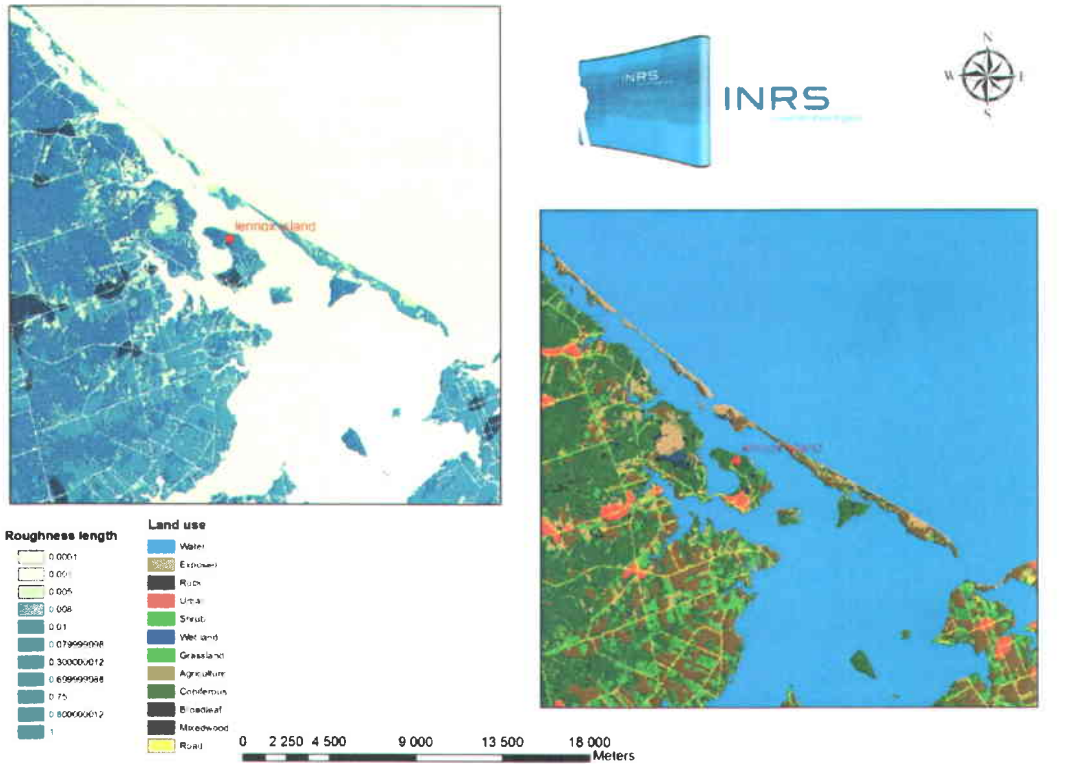 lennox island
INRS
INRS
N
W
E
S
Roughness length
0.0001
0.001
0.005
0.008
0.01
0.079999998
0.300000012
0.699999988
0.75
0.800000012
1
Land use
Water
Exposed
Rock
Urban
Shrub
Wetland
Grassland
Agriculture
Coniferous
Broadleaf
Mixedwood
Road
0 2 250 4 500 9 000 13 500 18 000
Meters